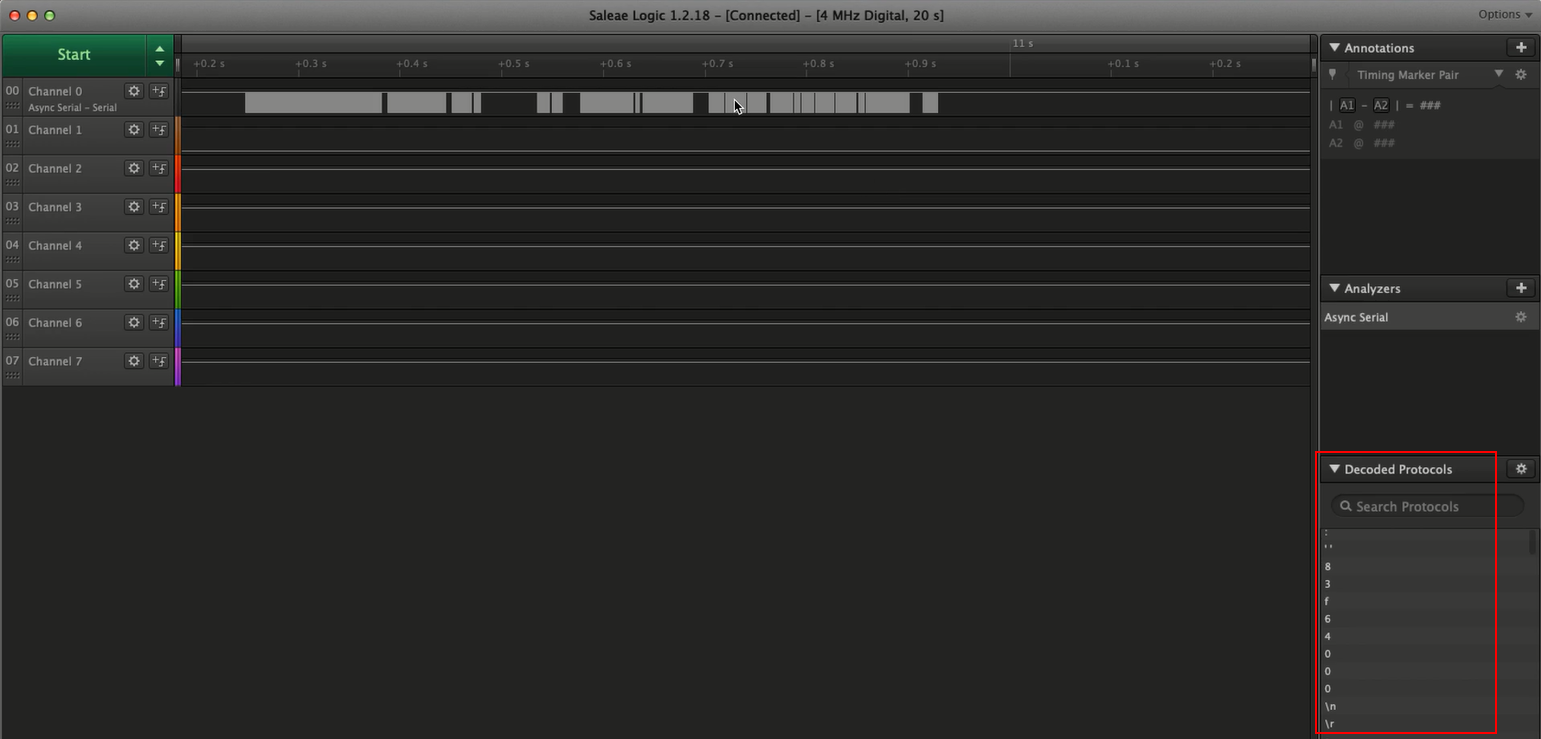 Saleae Logic 1.2.18 – [Connected] – [4 MHz Digital, 20 s]
Options
Start
11 s
+0.2 s +0.3 s +0.4 s +0.5 s +0.6 s +0.7 s +0.8 s +0.9 s +0.1 s +0.2 s
00 Channel 0
Async Serial – Serial
01 Channel 1
02 Channel 2
03 Channel 3
04 Channel 4
05 Channel 5
06 Channel 6
07 Channel 7
Annotations
Timing Marker Pair
| A1 – A2 | = ###
A1 @ ###
A2 @ ###
Analyzers
Async Serial
Decoded Protocols
Search Protocols
:
' '
8
3
f
6
4
0
0
0
\n
\r